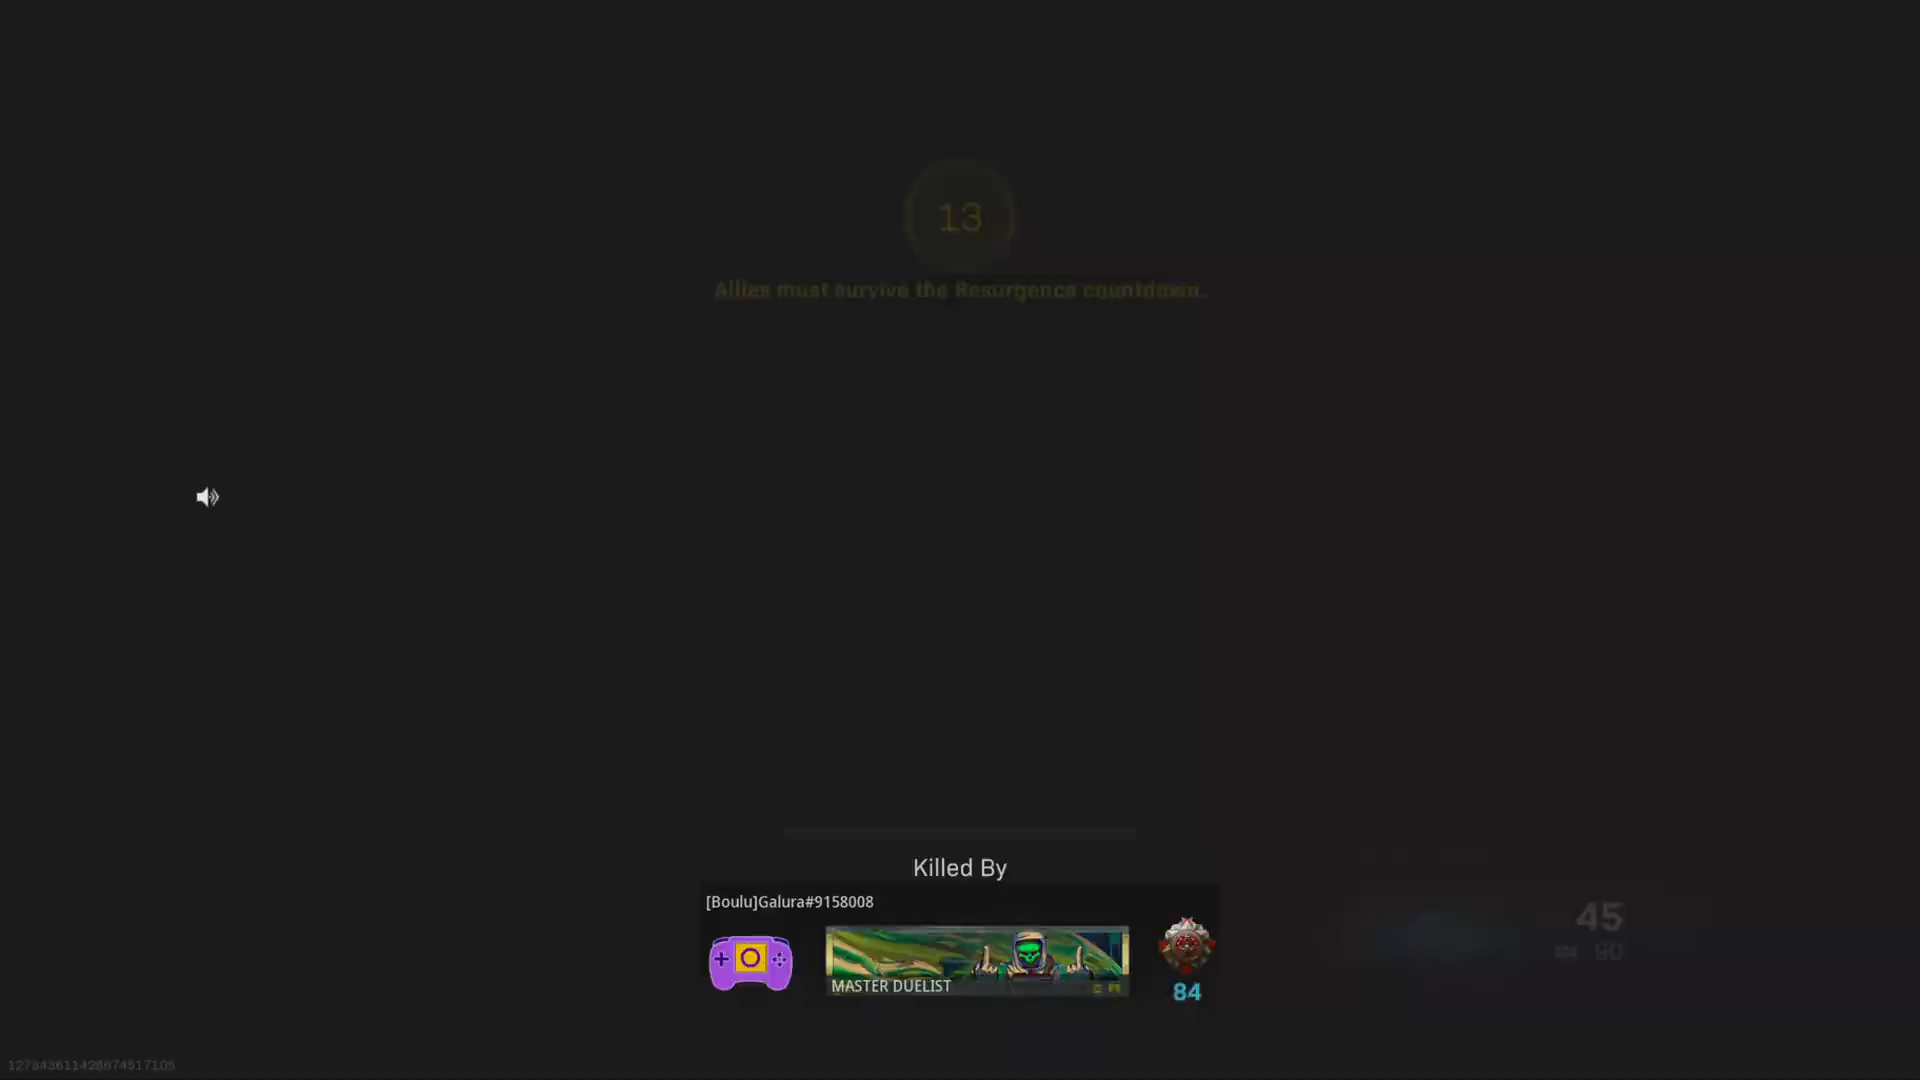 13
Allies must survive the Resurgence countdown.
Killed By
[Boulu]Galura#9158008
MASTER DUELIST
84
45
90